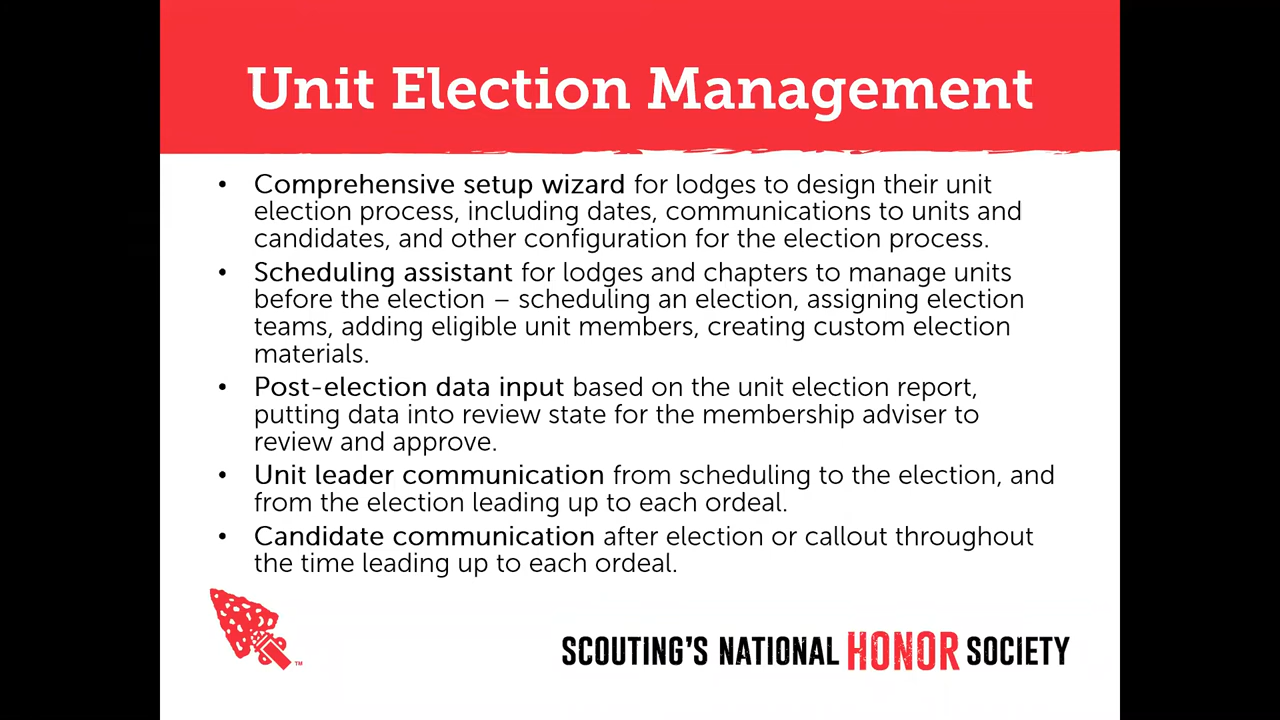 Unit Election Management
• Comprehensive setup wizard for lodges to design their unit
election process, including dates, communications to units and
candidates, and other configuration for the election process.
• Scheduling assistant for lodges and chapters to manage units
before the election – scheduling an election, assigning election
teams, adding eligible unit members, creating custom election
materials.
• Post-election data input based on the unit election report,
putting data into review state for the membership adviser to
review and approve.
• Unit leader communication from scheduling to the election, and
from the election leading up to each ordeal.
• Candidate communication after election or callout throughout
the time leading up to each ordeal.
TM
SCOUTING'S NATIONAL HONOR SOCIETY